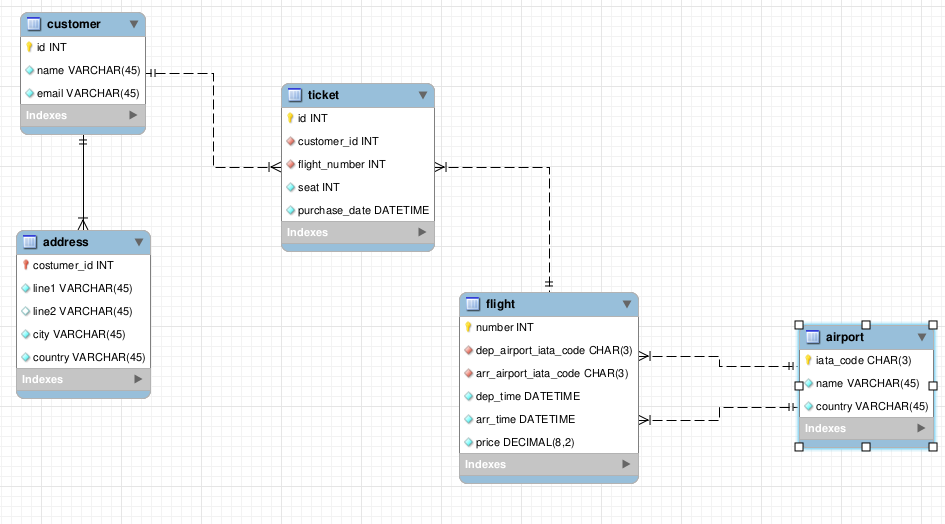 customer
id INT
name VARCHAR(45)
email VARCHAR(45)
Indexes
ticket
id INT
customer_id INT
flight_number INT
seat INT
purchase_date DATETIME
Indexes
address
costumer_id INT
line1 VARCHAR(45)
line2 VARCHAR(45)
city VARCHAR(45)
country VARCHAR(45)
Indexes
flight
number INT
dep_airport_iata_code CHAR(3)
arr_airport_iata_code CHAR(3)
dep_time DATETIME
arr_time DATETIME
price DECIMAL(8,2)
Indexes
airport
iata_code CHAR(3)
name VARCHAR(45)
country VARCHAR(45)
Indexes